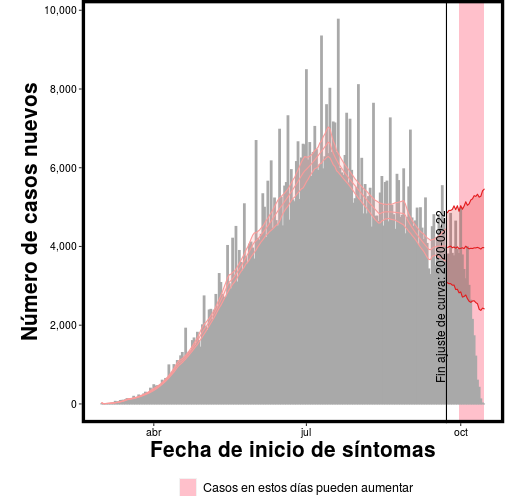 10,000
8,000
6,000
4,000
2,000
0
Número de casos nuevos
Fin ajuste de curva: 2020-09-22
abr
jul
oct
Fecha de inicio de síntomas
Casos en estos días pueden aumentar